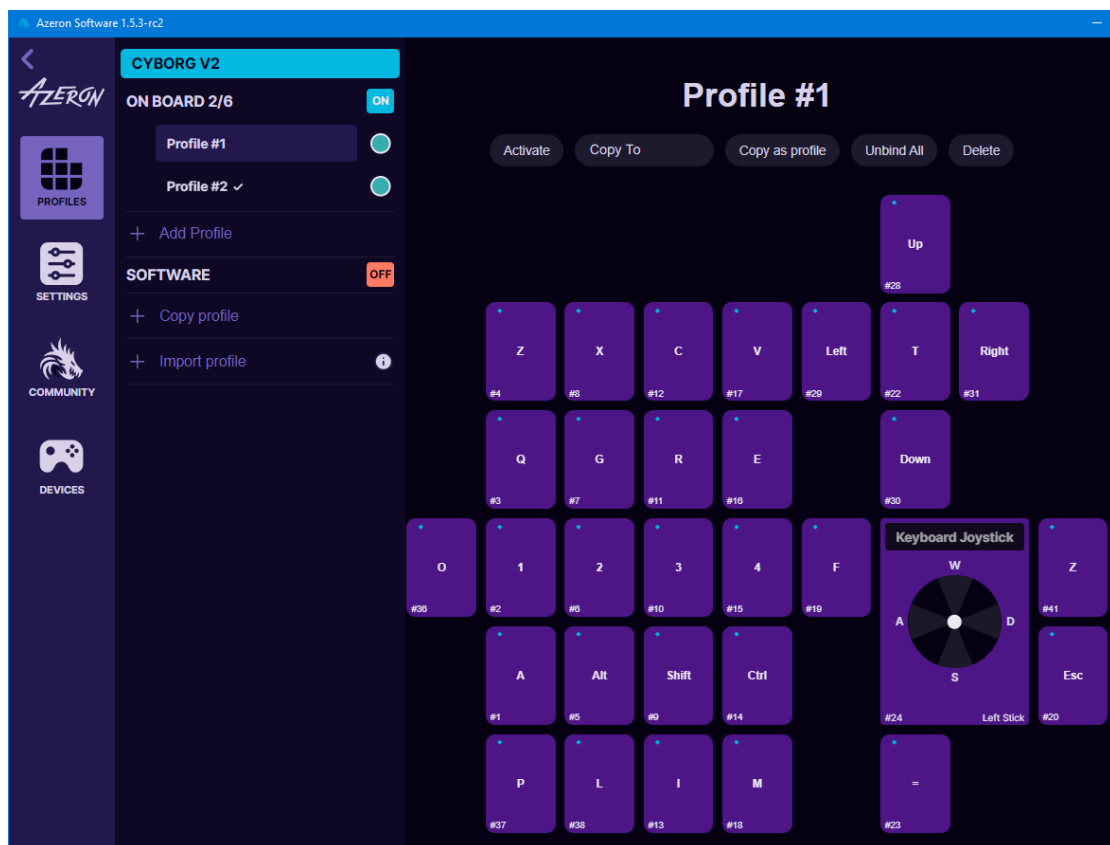 Azeron Software 1.5.3-rc2
AZERON
PROFILES
SETTINGS
COMMUNITY
DEVICES
CYBORG V2
ON BOARD 2/6 ON
Profile #1
Profile #2 ✓
+ Add Profile
SOFTWARE OFF
+ Copy profile
+ Import profile i
Profile #1
Activate Copy To Copy as profile Unbind All Delete
Up
#28
Z X C V Left T Right
#4 #8 #12 #17 #29 #22 #31
Q G R E Down
#3 #7 #11 #16 #30
Keyboard Joystick
W
O 1 2 3 4 F Z
#36 #2 #6 #10 #15 #19 #41
A D
S
A Alt Shift Ctrl Esc
#1 #5 #9 #14 #24 Left Stick #20
P L I M =
#37 #38 #13 #18 #23